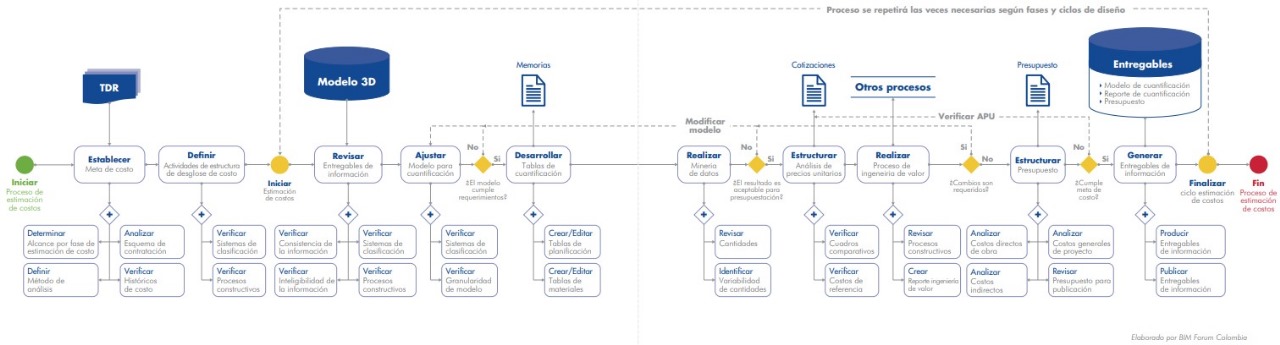 Proceso se repetirá las veces necesarias según fases y ciclos de diseño
TDR
Modelo 3D
Memorias
Cotizaciones
Otros procesos
Presupuesto
Entregables
Modelo de cuantificación
Reporte de cuantificación
Presupuesto
Modificar
modelo
Verificar APU
Iniciar
Proceso de
estimación
de costos
Establecer
Meta de costo
Definir
Actividades de estructura
de desglose de costo
Iniciar
Estimación
de costos
Revisar
Entregables de
información
Ajustar
Modelo para
cuantificación
No
Si
¿El modelo
cumple
requerimientos?
Desarrollar
Tablas de
cuantificación
Realizar
Minería
de datos
No
Si
¿El resultado es
aceptable para
presupuestación?
Estructurar
Análisis de
precios unitarios
Realizar
Proceso de
ingeniería de valor
Si
No
¿Cambios son
requeridos?
Estructurar
Presupuesto
No
Si
¿Cumple
meta de
costo?
Generar
Entregables de
información
Finalizar
ciclo estimación
de costos
Fin
Proceso de
estimación
de costos
Determinar
Alcance por fase de
estimación de costo
Definir
Método de
análisis
Analizar
Esquema de
contratación
Verificar
Históricos
de costo
Verificar
Sistemas de
clasificación
Verificar
Procesos
constructivos
Verificar
Consistencia de
la información
Verificar
Inteligibilidad de
la información
Verificar
Sistemas de
clasificación
Verificar
Procesos
constructivos
Verificar
Sistemas de
clasificación
Verificar
Granularidad
de modelo
Crear/Editar
Tablas de
planificación
Crear/Editar
Tablas de
materiales
Revisar
Cantidades
Identificar
Variabilidad
de cantidades
Verificar
Cuadros
comparativos
Verificar
Costos de
referencia
Revisar
Procesos
constructivos
Crear
Reporte ingeniería
de valor
Analizar
Costos directos
de obra
Analizar
Costos
indirectos
Analizar
Costos generales
de proyecto
Revisar
Presupuesto para
publicación
Producir
Entregables
de información
Publicar
Entregables
de información
Elaborado por BIM Forum Colombia